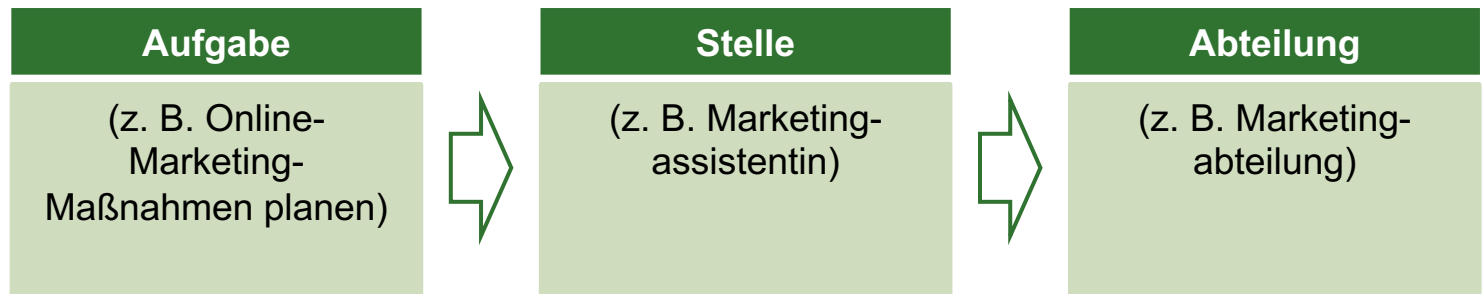 Aufgabe
(z. B. Online-
Marketing-
Maßnahmen planen)
Stelle
(z. B. Marketing-
assistentin)
Abteilung
(z. B. Marketing-
abteilung)